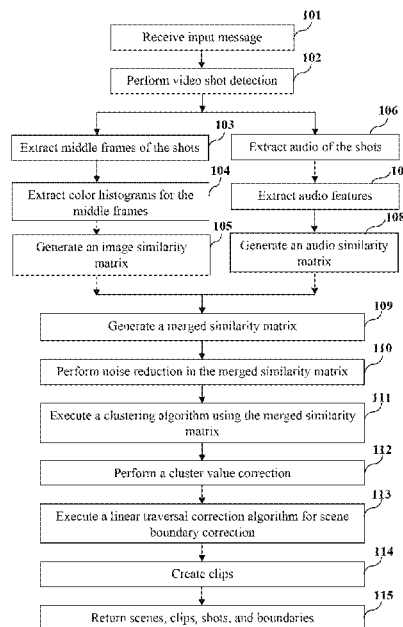 101
Receive input message
102
Perform video shot detection
103
Extract middle frames of the shots
104
Extract color histograms for the
middle frames
105
Generate an image similarity
matrix
106
Extract audio of the shots
10
Extract audio features
108
Generate an audio similarity
matrix
109
Generate a merged similarity matrix
110
Perform noise reduction in the merged similarity matrix
111
Execute a clustering algorithm using the merged similarity
matrix
112
Perform a cluster value correction
113
Execute a linear traversal correction algorithm for scene
boundary correction
114
Create clips
115
Return scenes, clips, shots, and boundaries